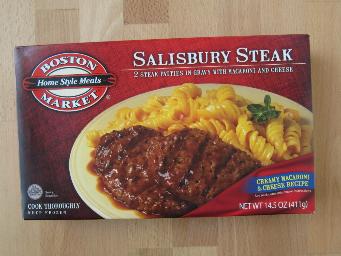 BOSTON
Home Style Meals
MARKET
®
SALISBURY STEAK
2 STEAK PATTIES IN GRAVY WITH MACARONI AND CHEESE
CREAMY MACARONI
& CHEESE RECIPE
COOK THOROUGHLY
KEEP FROZEN
NET WT 14.5 OZ (411g)